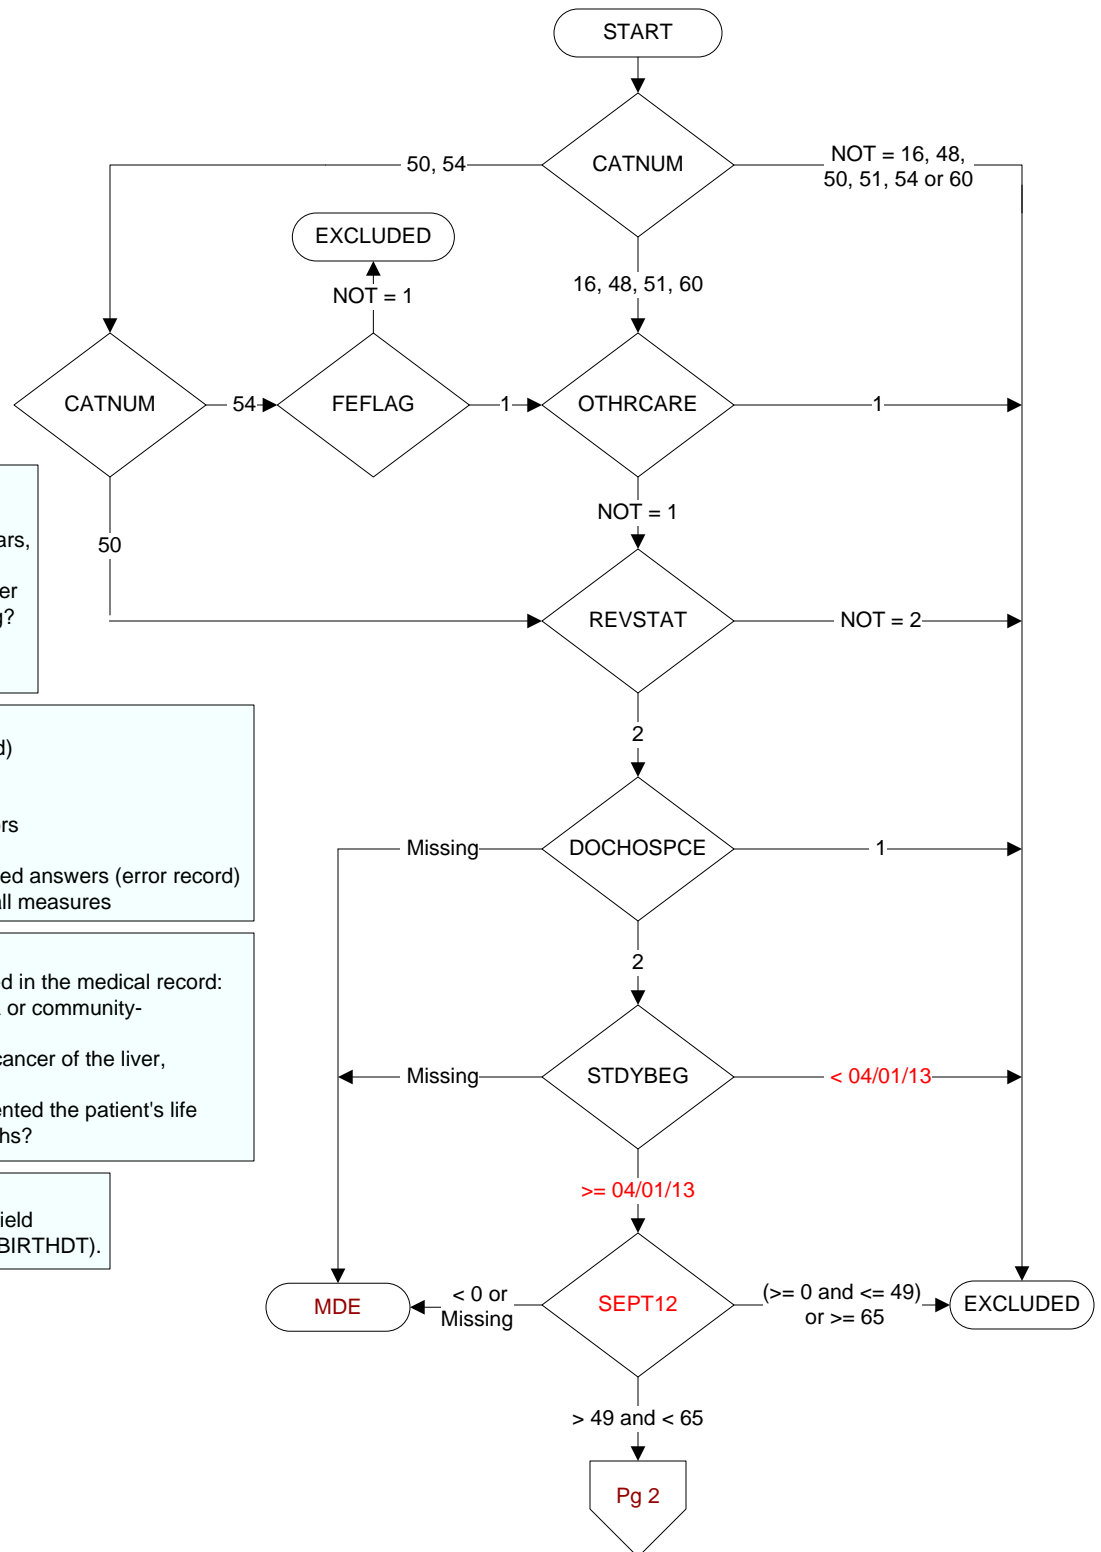 START
CATNUM
50, 54
NOT = 16, 48,
50, 51, 54 or 60
EXCLUDED
NOT = 1
16, 48, 51, 60
CATNUM
54
FEFLAG
1
OTHRCARE
1
NOT = 1
50
REVSTAT
NOT = 2
2
Missing
DOCHOSPCE
1
2
Missing
STDYBEG
< 04/01/13
>= 04/01/13
MDE
< 0 or
Missing
SEPT12
(>= 0 and <= 49)
or >= 65
EXCLUDED
> 49 and < 65
Pg 2
ars,
er
g?
d)
ors
ed answers (error record)
all measures
ed in the medical record:
or community-
cancer of the liver,
ented the patient's life
hs?
ield
BIRTHDT).